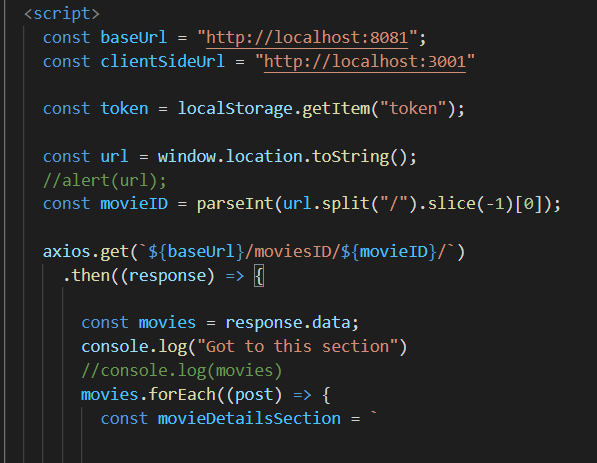 <script>
const baseUrl = "http://localhost:8081";
const clientSideUrl = "http://localhost:3001"
const token = localStorage.getItem("token");
const url = window.location.toString();
//alert(url);
const movieID = parseInt(url.split("/").slice(-1)[0]);
axios.get(`${baseUrl}/moviesID/${movieID}/`)
.then((response) => {
const movies = response.data;
console.log("Got to this section")
//console.log(movies)
movies.forEach((post) => {
const movieDetailsSection = `